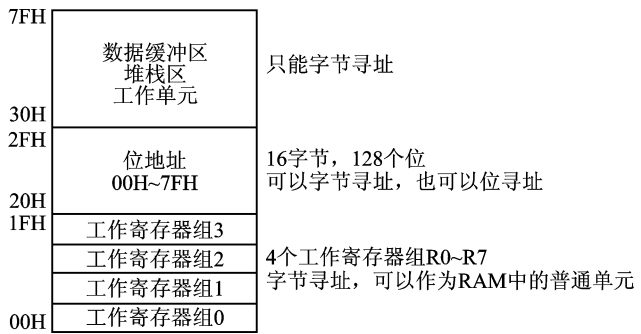 7FH
数据缓冲区
堆栈区
工作单元
只能字节寻址
30H
2FH
位地址
00H~7FH
16字节，128个位
可以字节寻址，也可以位寻址
20H
1FH
工作寄存器组3
工作寄存器组2
工作寄存器组1
工作寄存器组0
4个工作寄存器组R0~R7
字节寻址，可以作为RAM中的普通单元
00H